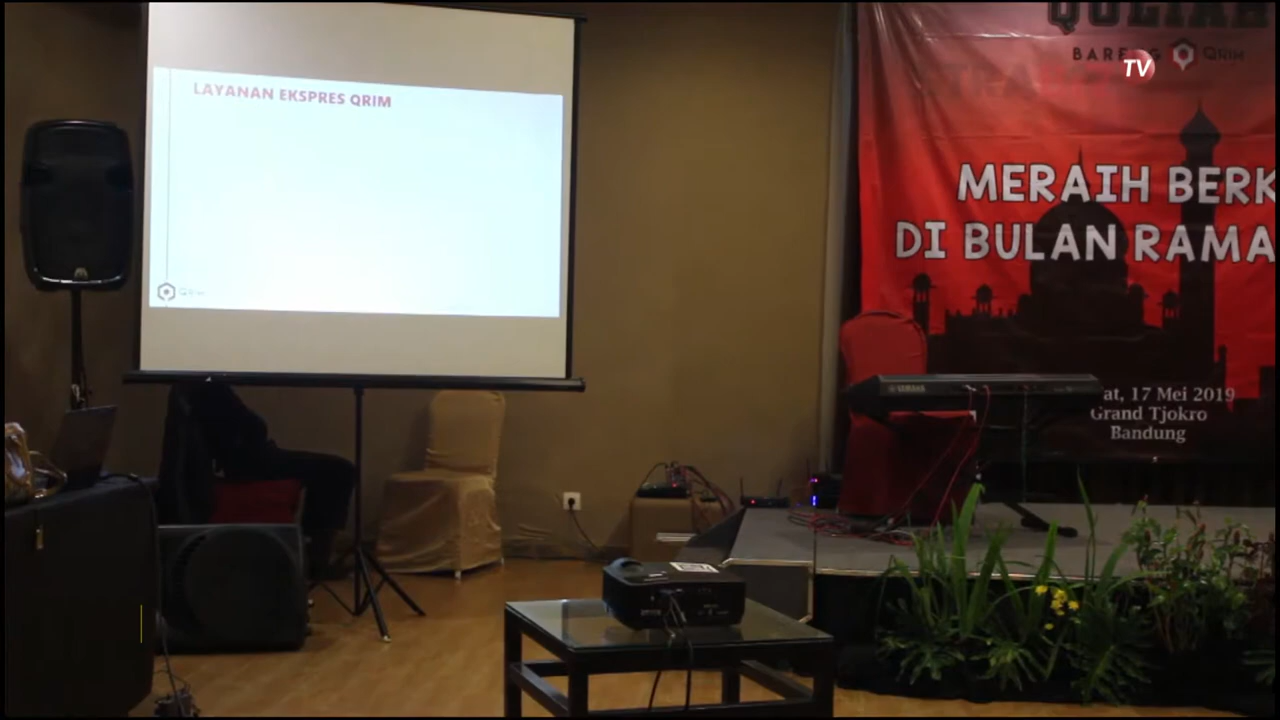 LAYANAN EKSPRES QRIM
QULIAH
BARENG QRIM
TV
MERAIH BERK
DI BULAN RAMA
at, 17 Mei 2019
Grand Tjokro
Bandung
YAMAHA